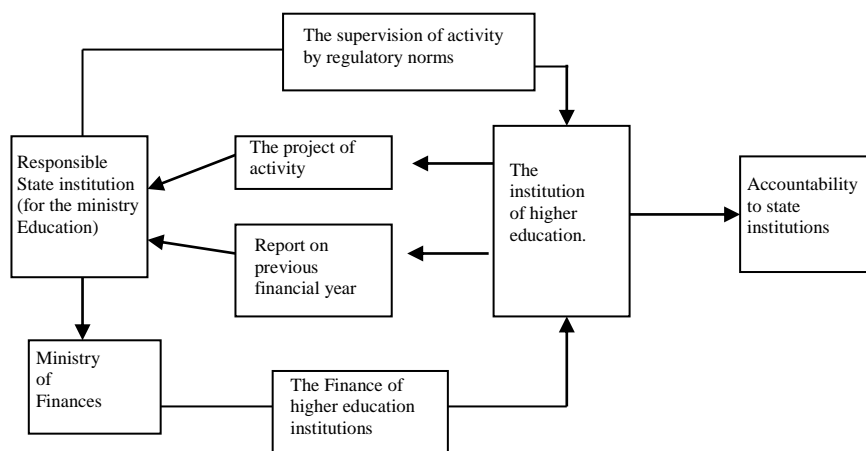 The supervision of activity
by regulatory norms
Responsible
State institution
(for the ministry
Education)
The project of
activity
The
institution
of higher
education.
Accountability
to state
institutions
Report on
previous
financial year
Ministry
of
Finances
The Finance of
higher education
institutions